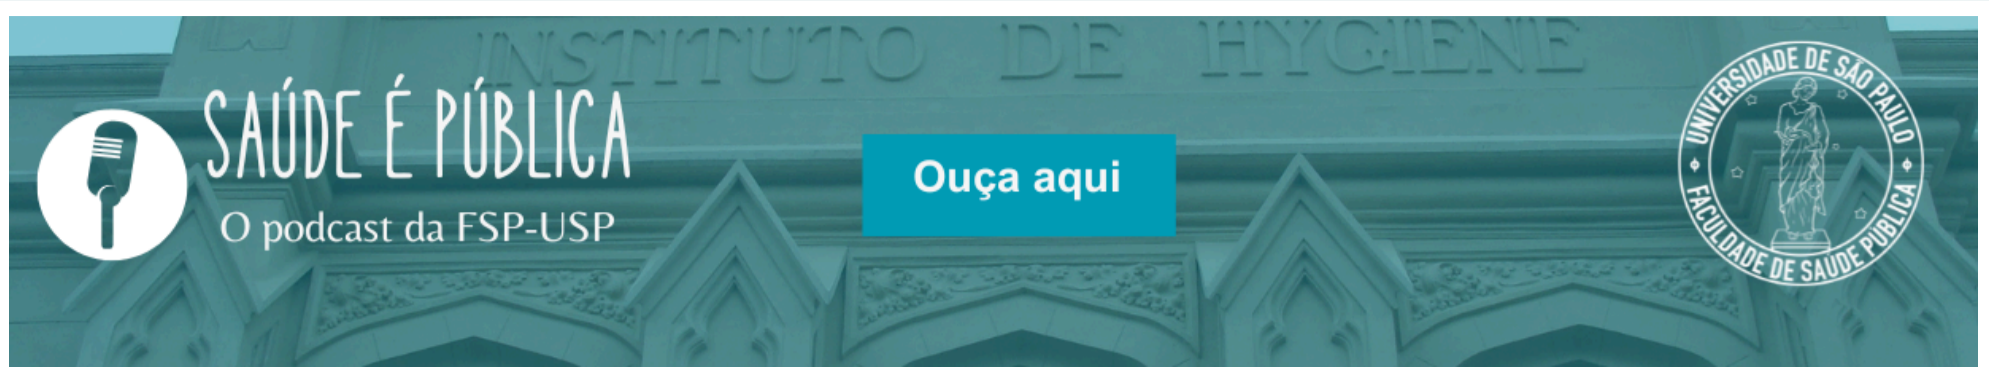 INSTITUTO DE HYGIENE
SAÚDE É PÚBLICA
O podcast da FSP-USP
Ouça aqui
UNIVERSIDADE DE SÃO PAULO
FACULDADE DE SAÚDE PÚBLICA